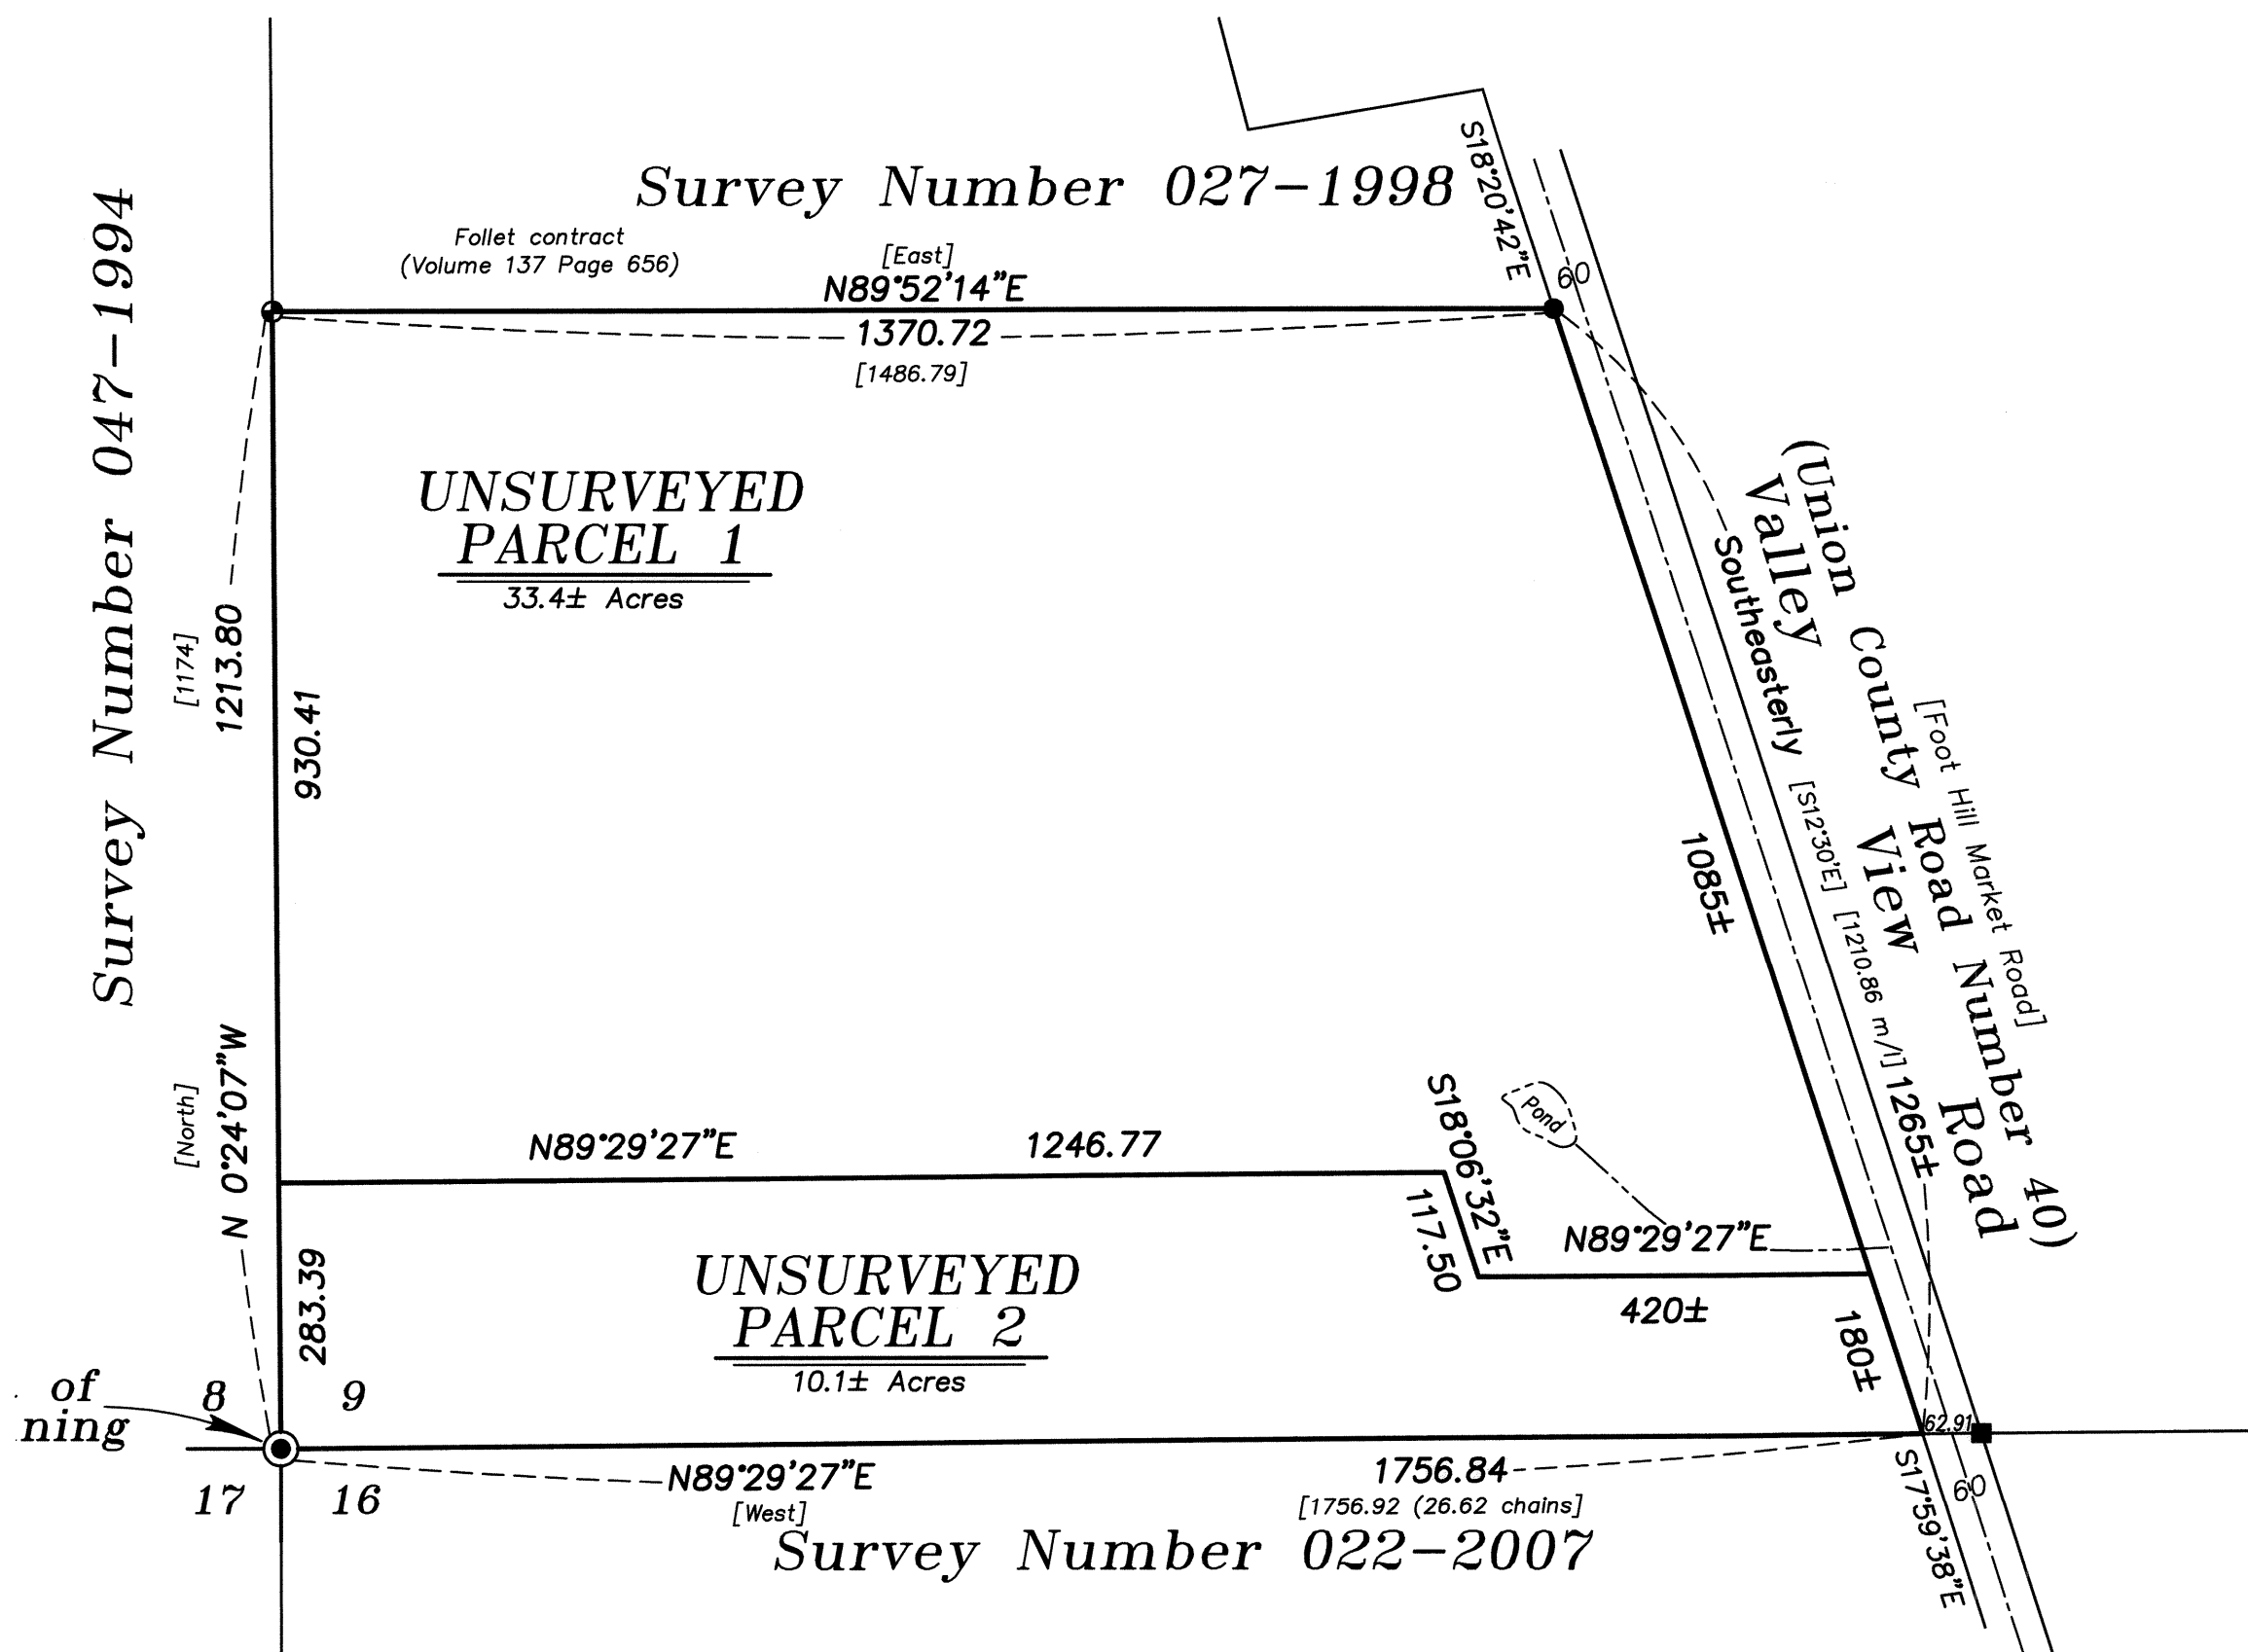 Survey Number 027-1998
S18°20'42"E
Follet contract
(Volume 137 Page 656)
[East]
N89°52'14"E
1370.72
[1486.79]
60
Survey Number 047-1994
UNSURVEYED
PARCEL 1
33.4± Acres
[1174]
1213.80
930.41
(Union County Road Number 40)
Valley View Road
[Foot Hill Market Road]
Southeasterly [S12°30'E] [1210.86 m/l] 1265±
1085±
[North]
N 0°24'07"W
N89°29'27"E 1246.77
S18°06'32"E
117.50
Pond
N89°29'27"E
420±
283.39
UNSURVEYED
PARCEL 2
10.1± Acres
180±
of
ning
8 9
17 16
62.91
N89°29'27"E
[West]
1756.84
[1756.92 (26.62 chains]
60
S17°59'38"E
Survey Number 022-2007